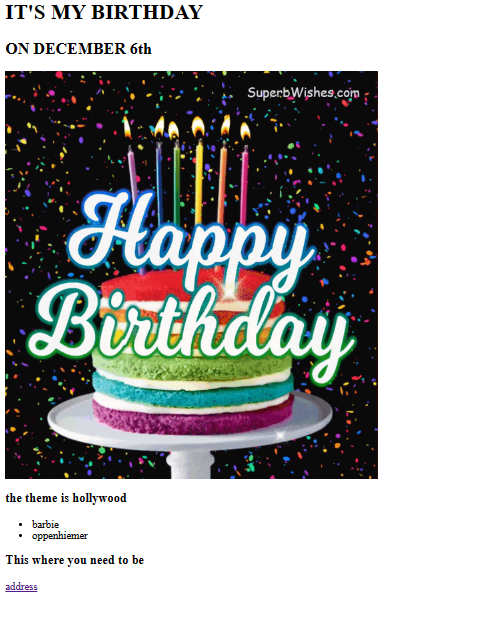 IT'S MY BIRTHDAY
ON DECEMBER 6th
SuperbWishes.com
Happy
Birthday
the theme is hollywood
barbie
oppenhiemer
This where you need to be
address